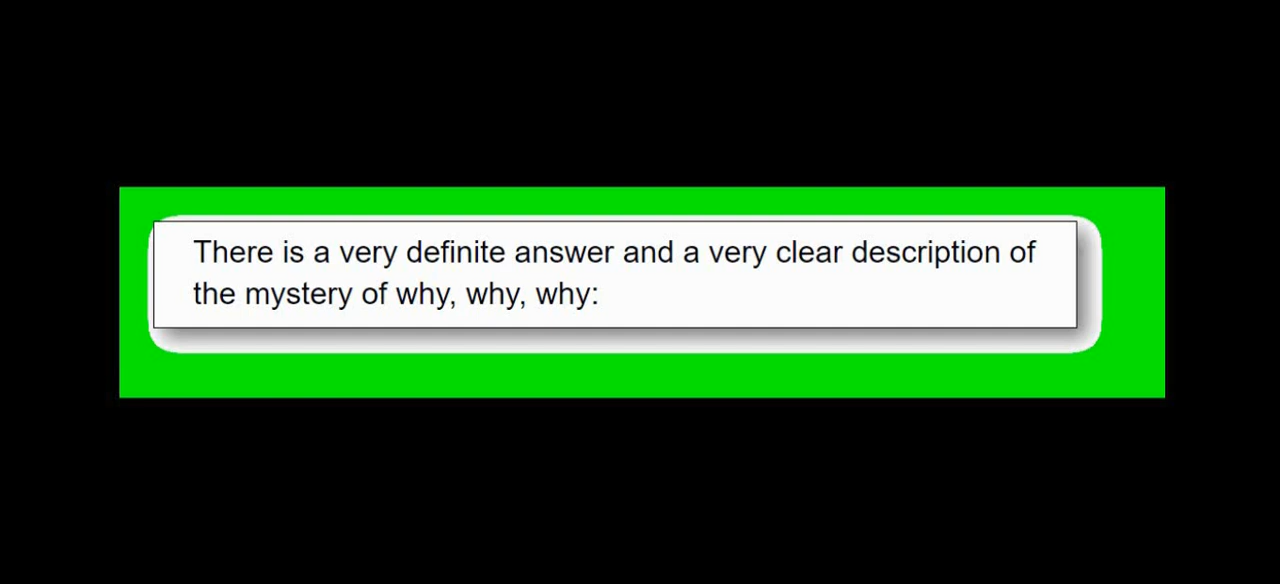 There is a very definite answer and a very clear description of
the mystery of why, why, why: